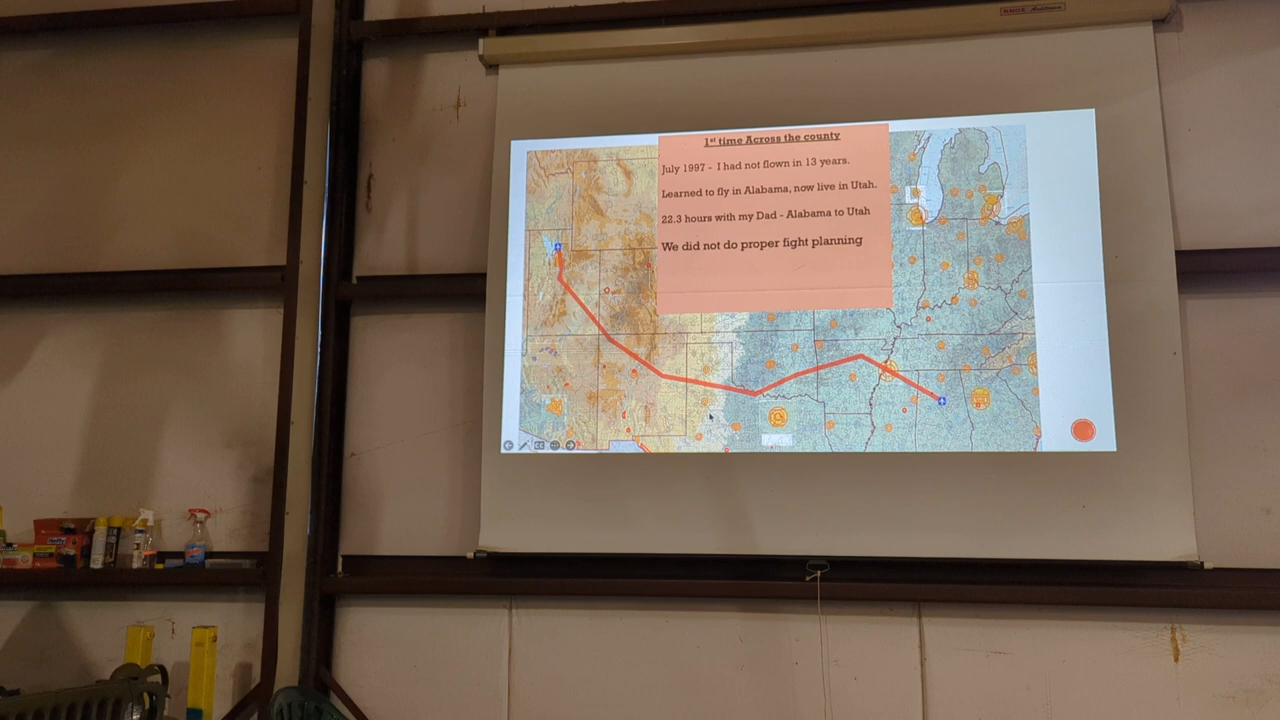 KNOX
1st time Across the county
July 1997 - I had not flown in 13 years.
Learned to fly in Alabama, now live in Utah.
22.3 hours with my Dad - Alabama to Utah
We did not do proper fight planning